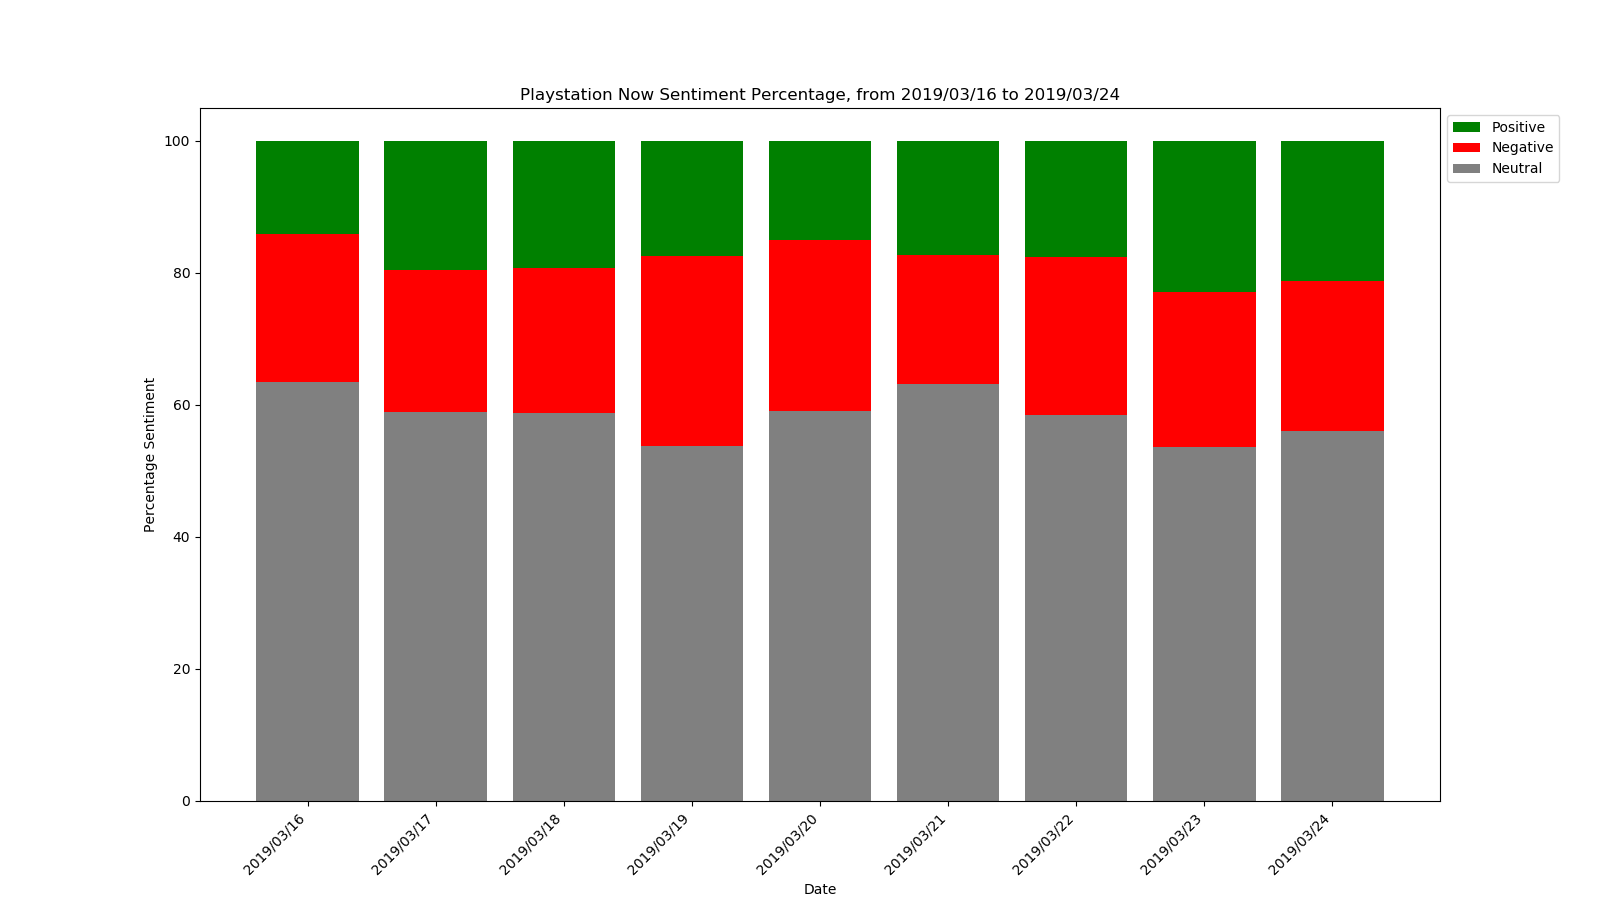 Playstation Now Sentiment Percentage, from 2019/03/16 to 2019/03/24
Positive
Negative
Neutral
Percentage Sentiment
100
80
60
40
20
0
2019/03/16
2019/03/17
2019/03/18
2019/03/19
2019/03/20
2019/03/21
2019/03/22
2019/03/23
2019/03/24
Date